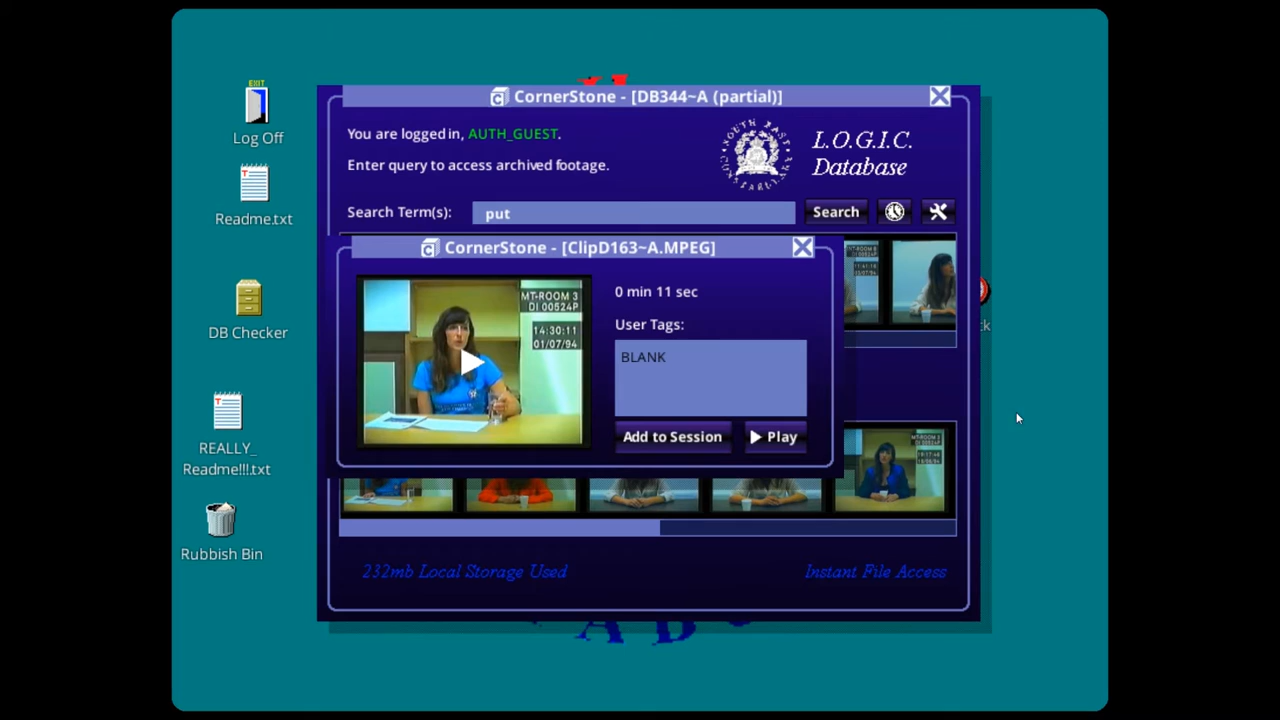 EXIT
Log Off
Readme.txt
DB Checker
REALLY_
Readme!!!.txt
Rubbish Bin
CornerStone - [DB344~A (partial)]
You are logged in, AUTH_GUEST.
Enter query to access archived footage.
SOUTH EAST
CONSTABULARY
L.O.G.I.C.
Database
Search Term(s):
put
Search
CornerStone - [ClipD163~A.MPEG]
MT-ROOM 3
DI 00524P
14:30:11
01/07/94
0 min 11 sec
User Tags:
BLANK
Add to Session
Play
232mb Local Storage Used
Instant File Access